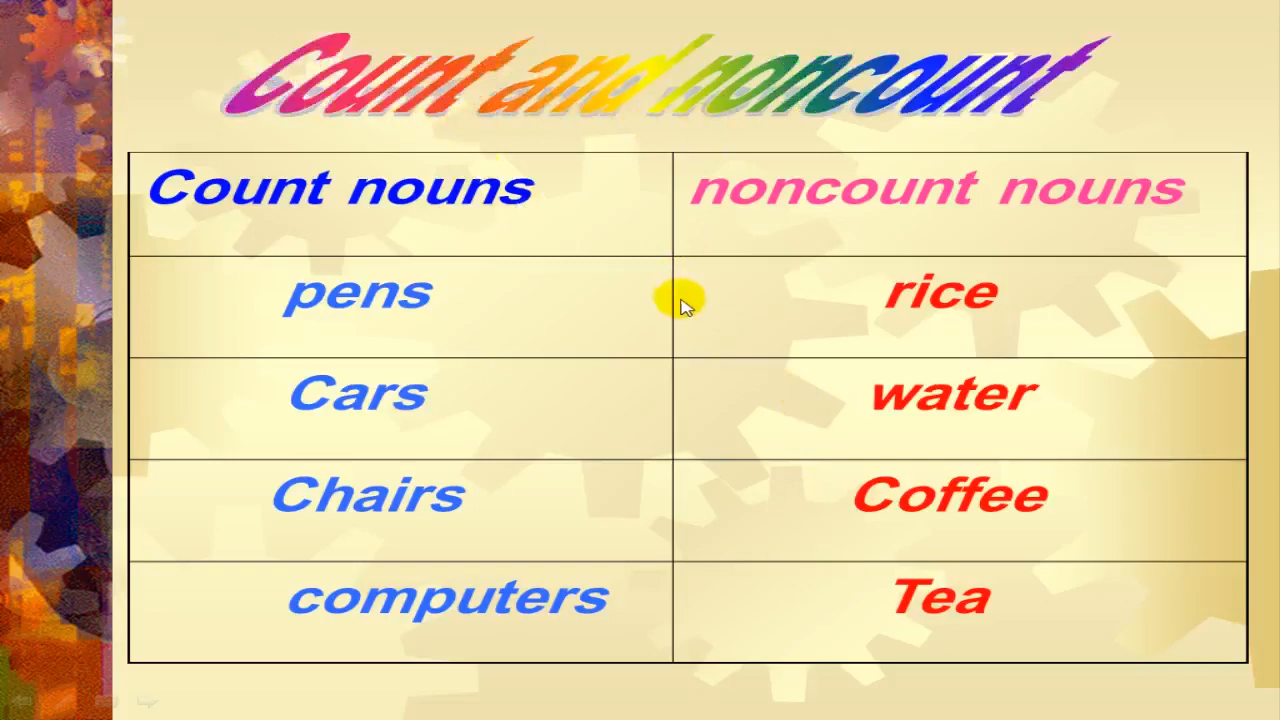 Count and noncount
Count nouns noncount nouns
pens rice
Cars water
Chairs Coffee
computers Tea